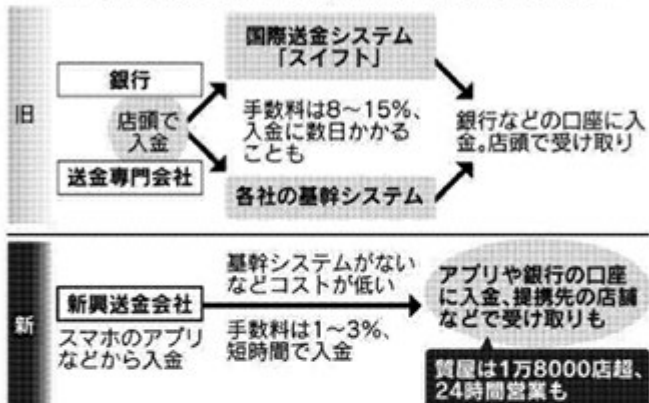 旧
銀行
店頭で
入金
送金専門会社
国際送金システム
「スイフト」
手数料は8～15%、
入金に数日かかる
ことも
各社の基幹システム
銀行などの口座に入
金。店頭で受け取り
新
新興送金会社
スマホのアプリ
などから入金
基幹システムがない
などコストが低い
手数料は1～3%、
短時間で入金
アプリや銀行の口座
に入金、提携先の店舗
などで受け取りも
質屋は1万8000店超、
24時間営業も